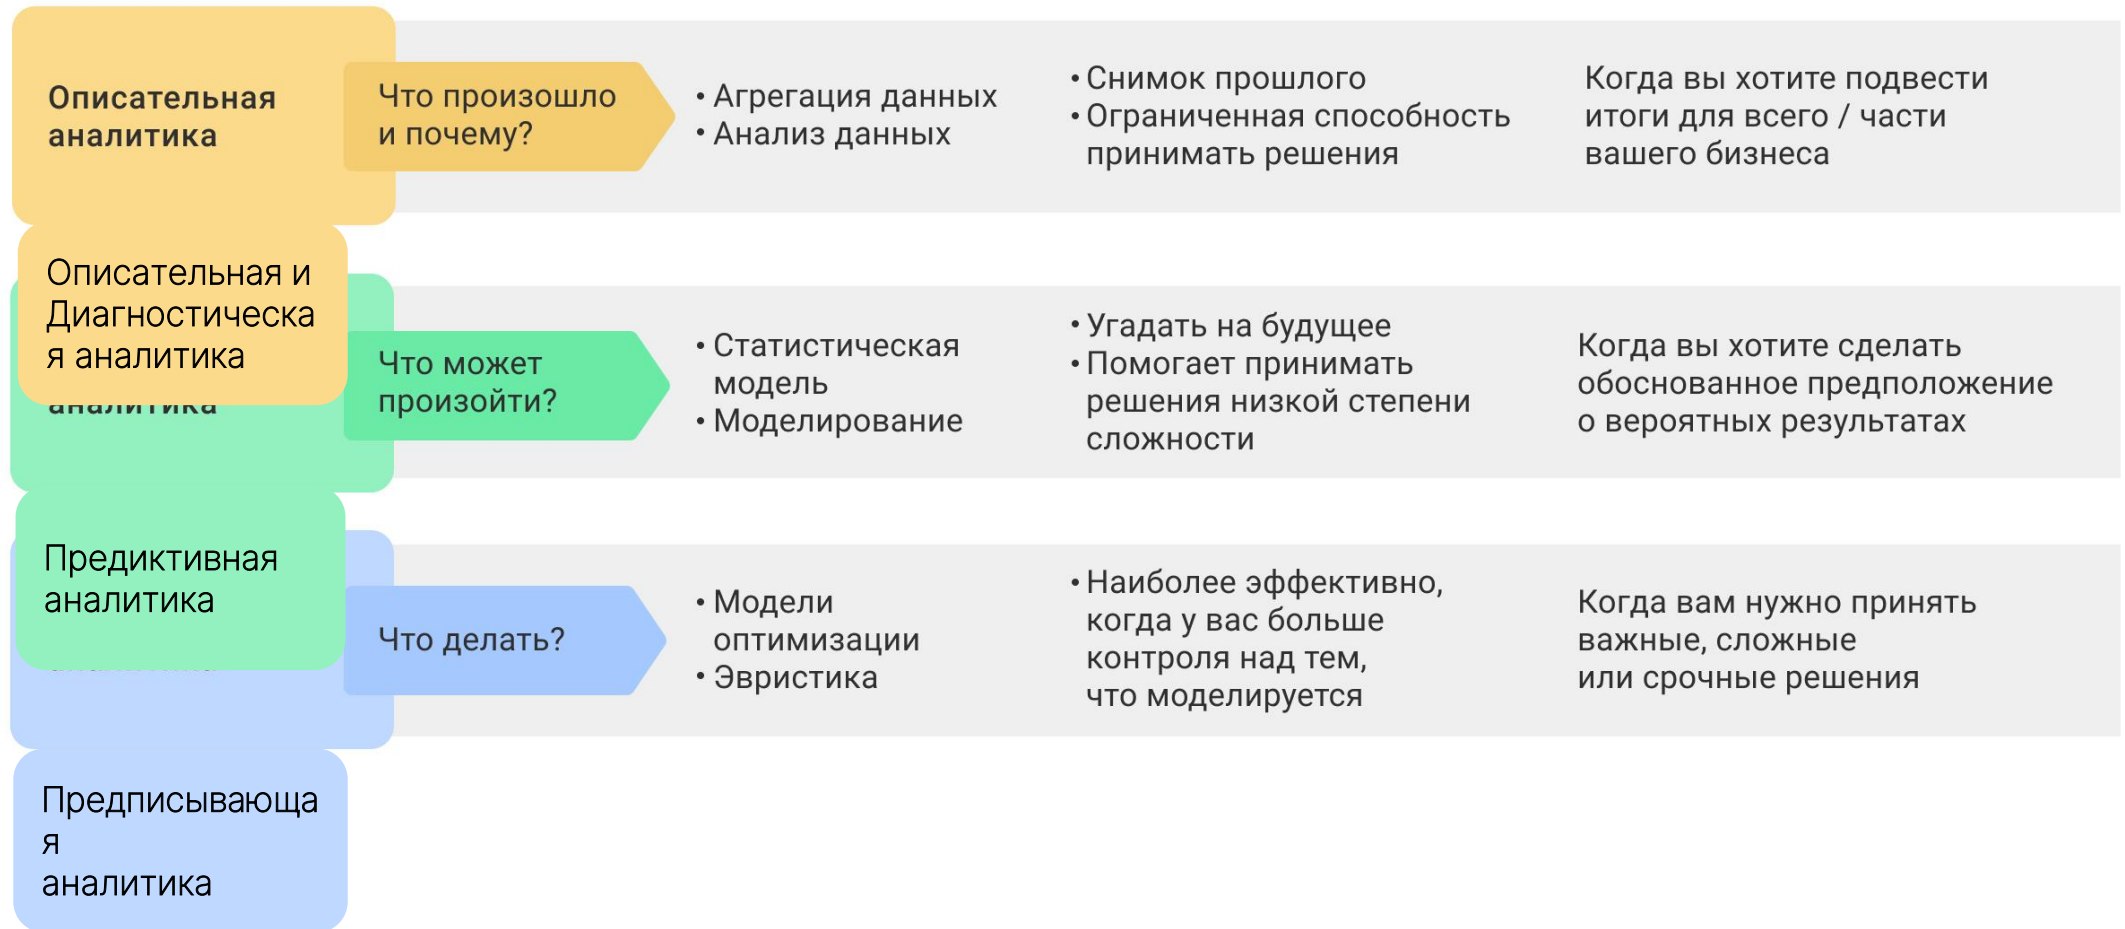 Описательная
аналитика
Что произошло
и почему?
• Агрегация данных
• Анализ данных
• Снимок прошлого
• Ограниченная способность
принимать решения
Когда вы хотите подвести
итоги для всего / части
вашего бизнеса
Описательная и
Диагностическа
я аналитика
аналитика
Что может
произойти?
• Статистическая
модель
• Моделирование
• Угадать на будущее
• Помогает принимать
решения низкой степени
сложности
Когда вы хотите сделать
обоснованное предположение
о вероятных результатах
Предиктивная
аналитика
Что делать?
• Модели
оптимизации
• Эвристика
• Наиболее эффективно,
когда у вас больше
контроля над тем,
что моделируется
Когда вам нужно принять
важные, сложные
или срочные решения
Предписывающа
я
аналитика